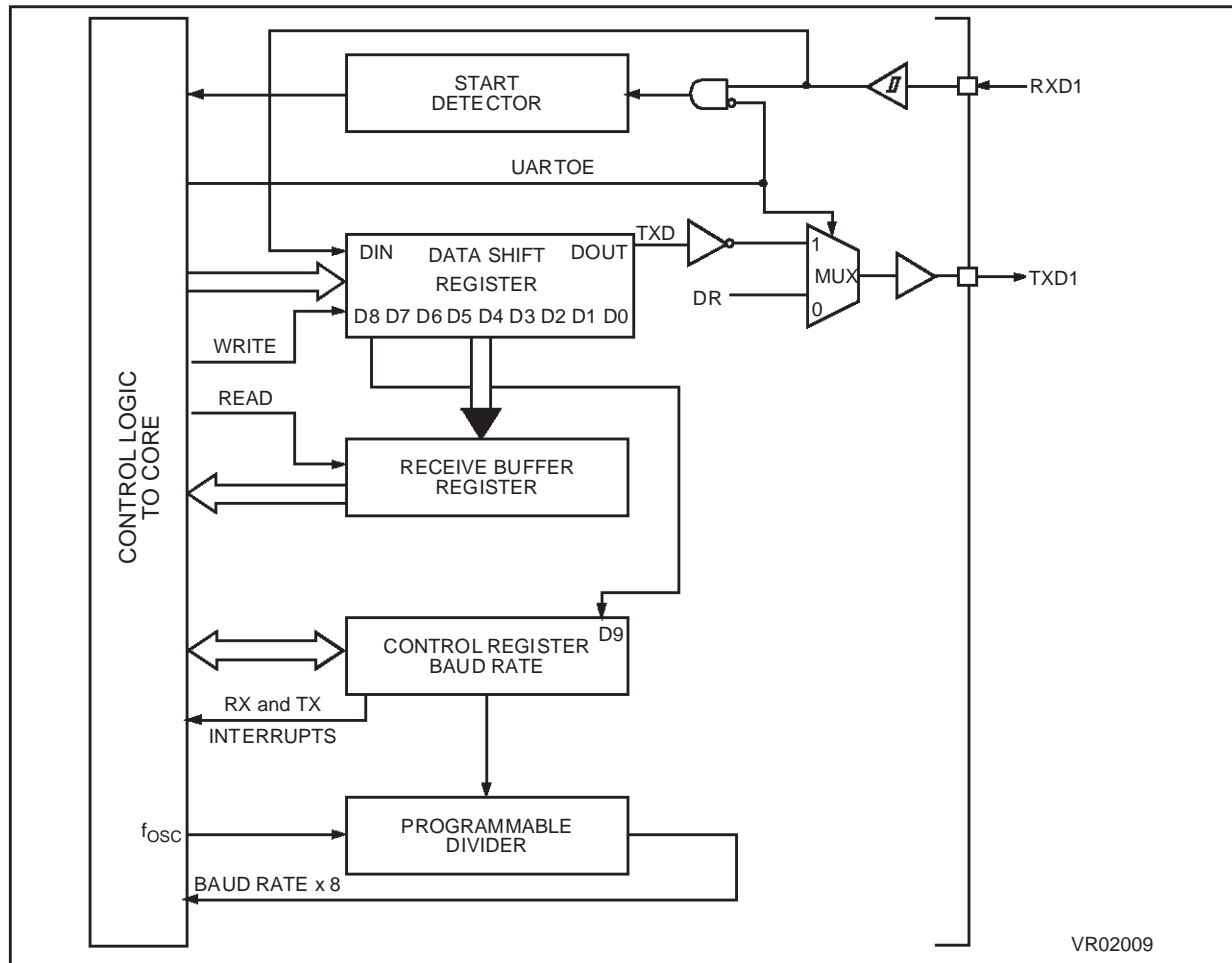 START
DETECTOR
RXD1
UARTOE
DIN DATA SHIFT DOUT
REGISTER
D8 D7 D6 D5 D4 D3 D2 D1 D0
TXD
1
MUX
0
DR
TXD1
WRITE
READ
CONTROL LOGIC
TO CORE
RECEIVE BUFFER
REGISTER
D9
CONTROL REGISTER
BAUD RATE
RX and TX
INTERRUPTS
fOSC
PROGRAMMABLE
DIVIDER
BAUD RATE x 8
VR02009